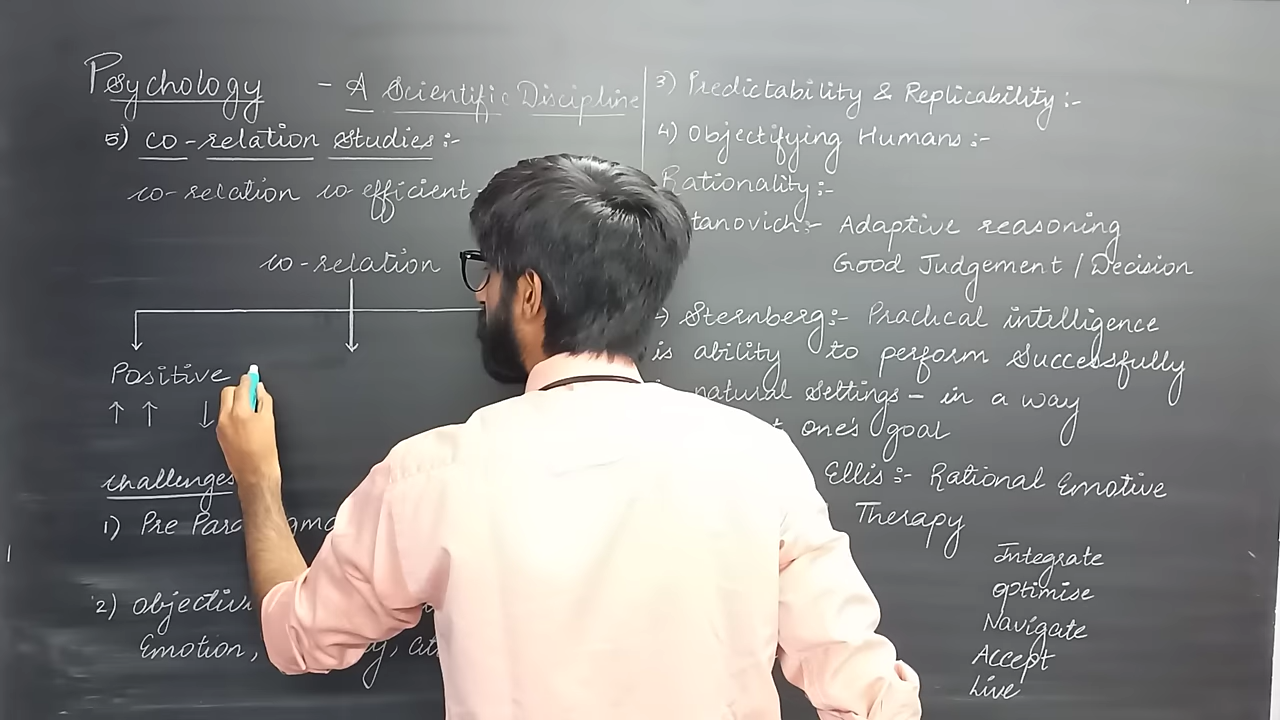 Psychology - A Scientific Discipline
5) Co-relation Studies :-
co-relation co efficient
co-relation
Positive
↑ ↑ ↓
Challenges
1) Pre
2)
Emotion,
3) Predictability & Replicability :-
4) Objectifying Humans :-
Rationality :-
Adaptive reasoning
Good Judgement / Decision
Sternberg :- Practical intelligence
is ability to perform Successfully
natural settings - in a way
one's goal
Ellis :- Rational Emotive
Therapy
Integrate
optimise
Navigate
Accept
Live